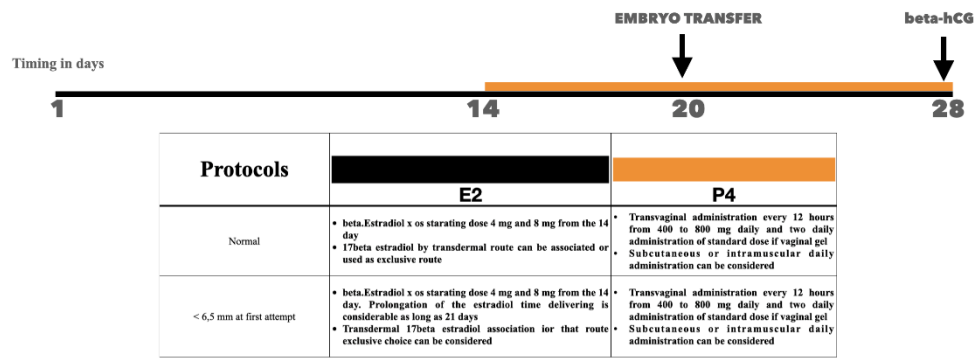 EMBRYO TRANSFER
beta-hCG
Timing in days
1
14
20
28
Protocols
E2
P4
Normal
• beta.Estradiol x os starating dose 4 mg and 8 mg from the 14
day
• 17beta estradiol by transdermal route can be associated or
used as exclusive route
• Transvaginal administration every 12 hours
from 400 to 800 mg daily and two daily
administration of standard dose if vaginal gel
• Subcutaneous or intramuscular daily
administration can be considered
< 6,5 mm at first attempt
• beta.Estradiol x os starating dose 4 mg and 8 mg from the 14
day. Prolongation of the estradiol time delivering is
considerable as long as 21 days
• Transdermal 17beta estradiol association ior that route
exclusive choice can be considered
• Transvaginal administration every 12 hours
from 400 to 800 mg daily and two daily
administration of standard dose if vaginal gel
• Subcutaneous or intramuscular daily
administration can be considered